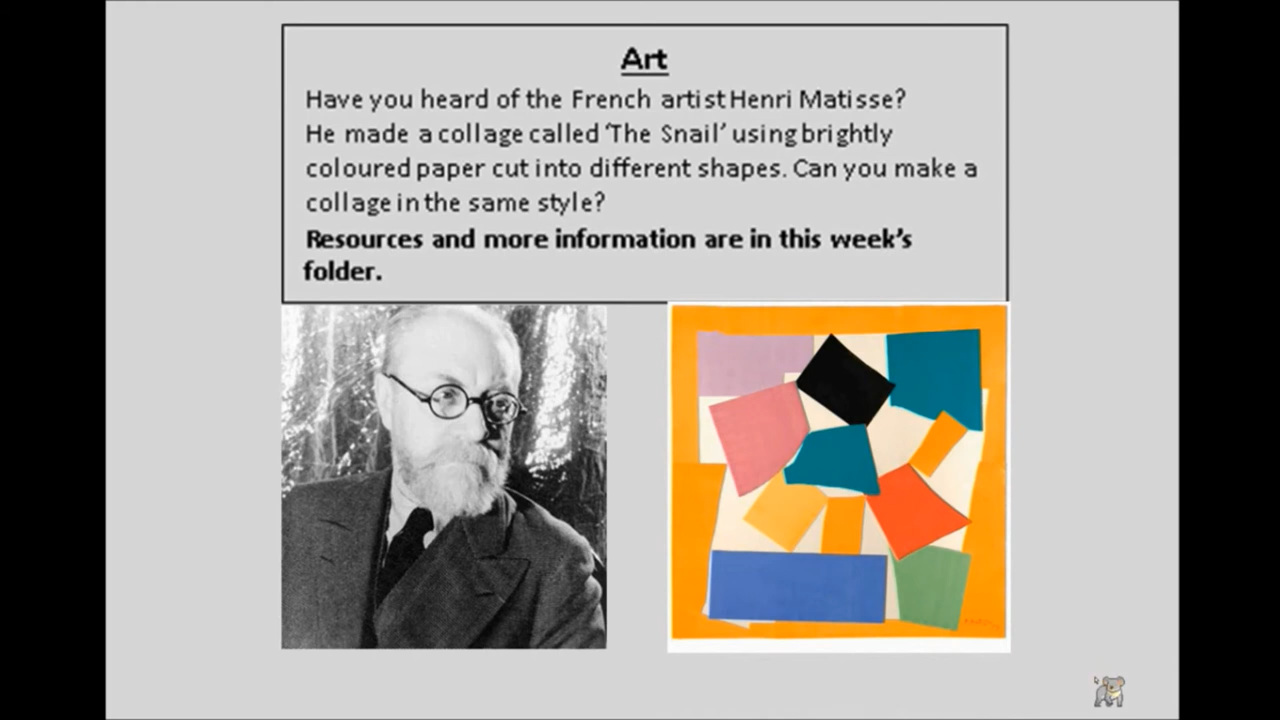 Art
Have you heard of the French artist Henri Matisse?
He made a collage called ‘The Snail’ using brightly
coloured paper cut into different shapes. Can you make a
collage in the same style?
Resources and more information are in this week’s
folder.